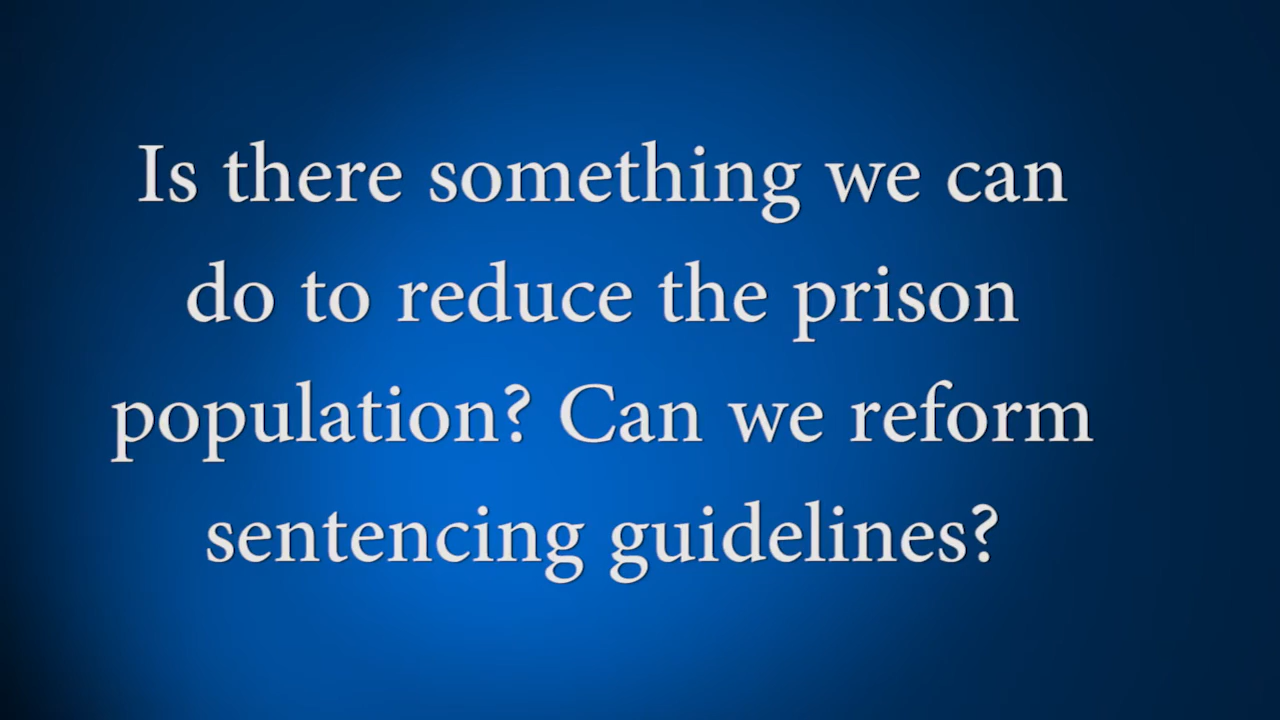 Is there something we can
do to reduce the prison
population? Can we reform
sentencing guidelines?